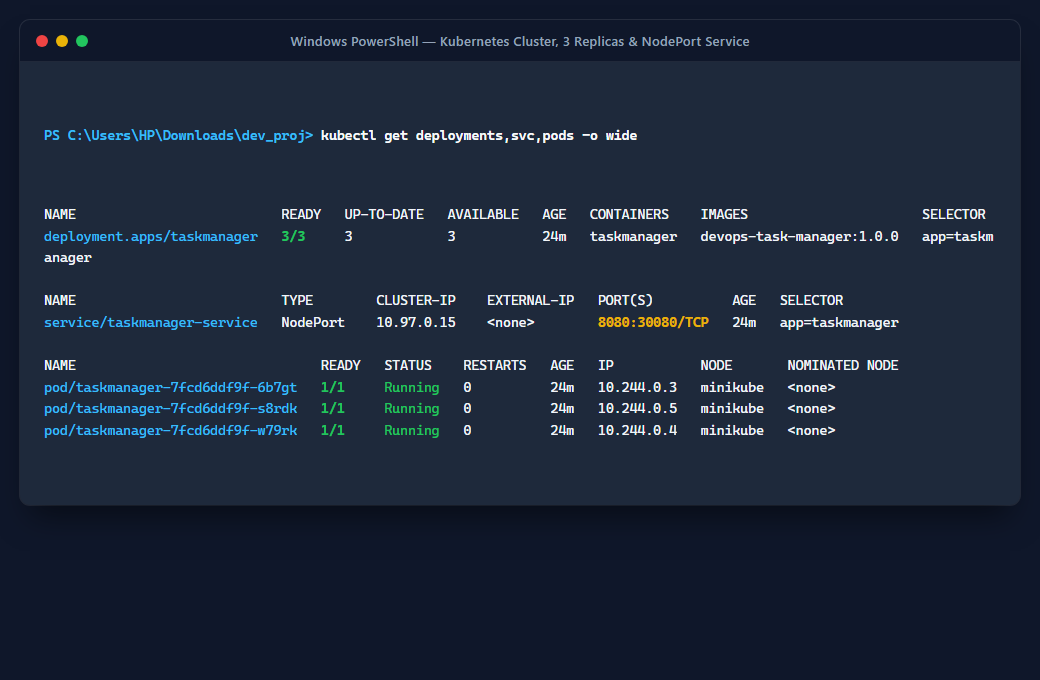 Windows PowerShell — Kubernetes Cluster, 3 Replicas & NodePort Service
PS C:\Users\HP\Downloads\dev_proj> kubectl get deployments,svc,pods -o wide
NAME READY UP-TO-DATE AVAILABLE AGE CONTAINERS IMAGES SELECTOR
deployment.apps/taskmanager 3/3 3 3 24m taskmanager devops-task-manager:1.0.0 app=taskm
anager
NAME TYPE CLUSTER-IP EXTERNAL-IP PORT(S) AGE SELECTOR
service/taskmanager-service NodePort 10.97.0.15 <none> 8080:30080/TCP 24m app=taskmanager
NAME READY STATUS RESTARTS AGE IP NODE NOMINATED NODE
pod/taskmanager-7fcd6ddf9f-6b7gt 1/1 Running 0 24m 10.244.0.3 minikube <none>
pod/taskmanager-7fcd6ddf9f-s8rdk 1/1 Running 0 24m 10.244.0.5 minikube <none>
pod/taskmanager-7fcd6ddf9f-w79rk 1/1 Running 0 24m 10.244.0.4 minikube <none>